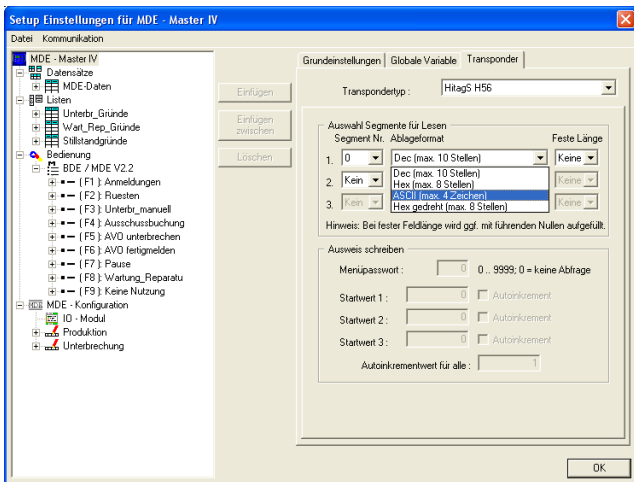 Setup Einstellungen für MDE - Master IV
Datei Kommunikation
MDE - Master IV
Datensätze
MDE-Daten
Listen
Unterbr_Gründe
Wart_Rep_Gründe
Stillstandgründe
Bedienung
BDE / MDE V2.2
( F1 ): Anmeldungen
( F2 ): Ruesten
( F3 ): Unterbr_manuell
( F4 ): Ausschussbuchung
( F5 ): AVO unterbrechen
( F6 ): AVO fertigmelden
( F7 ): Pause
( F8 ): Wartung_Reparatu
( F9 ): Keine Nutzung
MDE - Konfiguration
IO - Modul
Produktion
Unterbrechung
Einfügen
Einfügen
zwischen
Löschen
Grundeinstellungen Globale Variable Transponder
Transpondertyp : HitagS H56
Auswahl Segmente für Lesen
Segment Nr. Ablageformat Feste Länge
1. 0 Dec (max. 10 Stellen) Keine
Dec (max. 10 Stellen)
2. Kein Hex (max. 8 Stellen) Keine
ASCII (max. 4 Zeichen)
3. Kein Hex gedreht (max. 8 Stellen) Keine
Hinweis: Bei fester Feldlänge wird ggf. mit führenden Nullen aufgefüllt.
Ausweis schreiben
Menüpasswort : 0 0 .. 9999; 0 = keine Abfrage
Startwert 1 : 0 Autoinkrement
Startwert 2 : 0 Autoinkrement
Startwert 3 : 0 Autoinkrement
Autoinkrementwert für alle : 1
OK